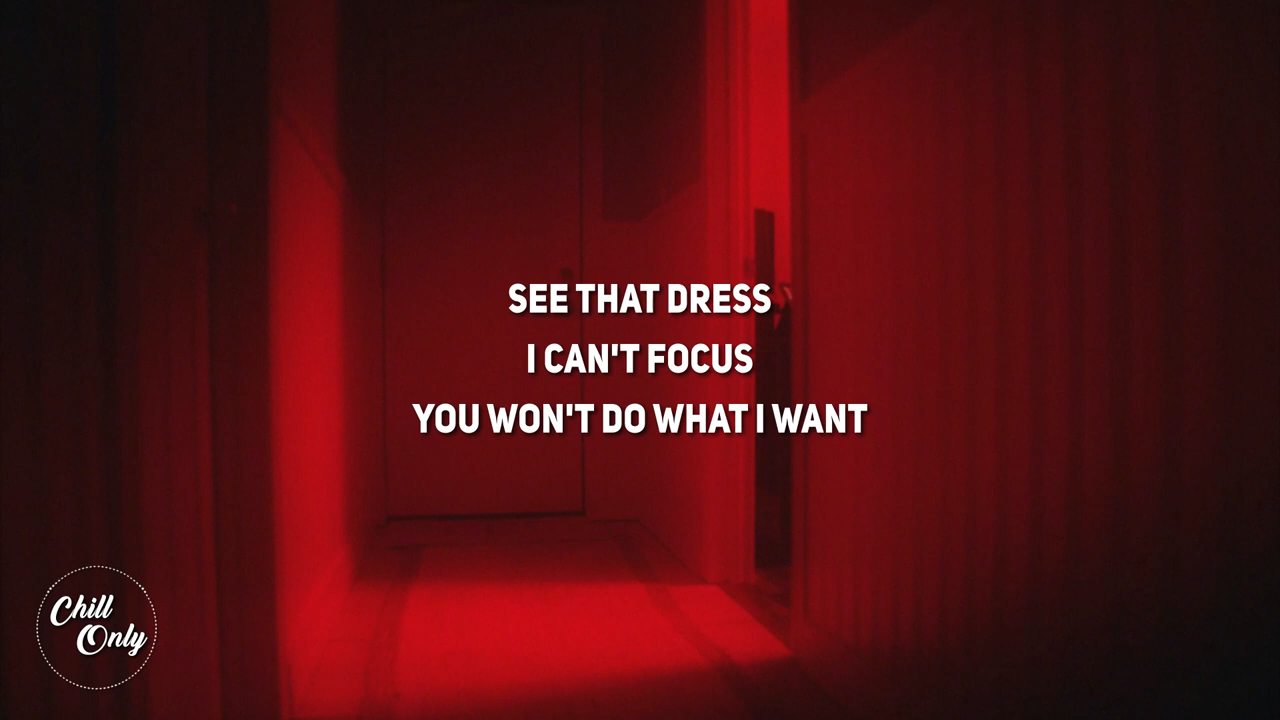 SEE THAT DRESS
I CAN'T FOCUS
YOU WON'T DO WHAT I WANT
Chill
Only